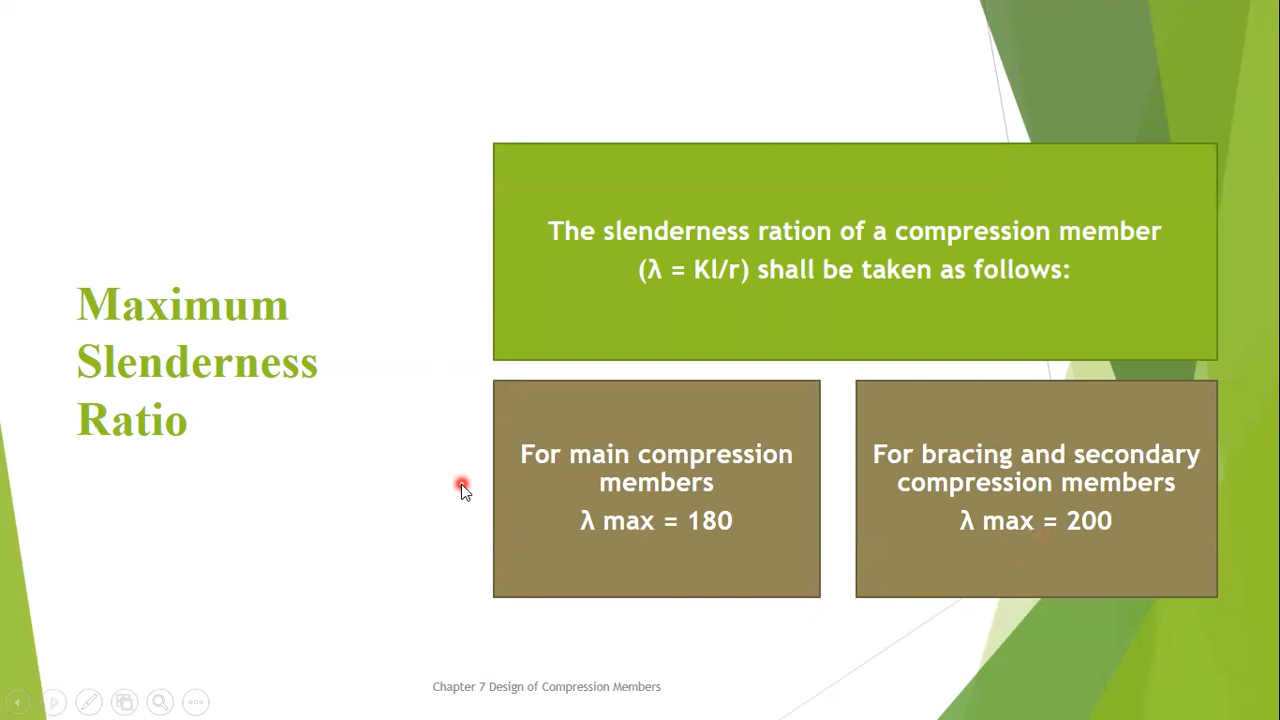 Maximum
Slenderness
Ratio
The slenderness ration of a compression member
(λ = Kl/r) shall be taken as follows:
For main compression
members
λ max = 180
For bracing and secondary
compression members
λ max = 200
Chapter 7 Design of Compression Members